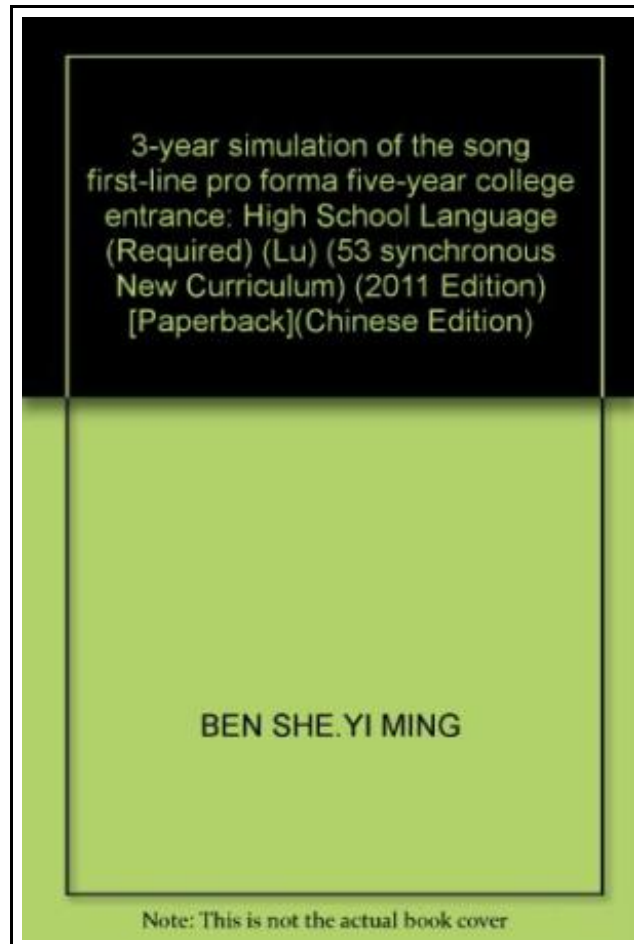 3-year simulation of the song
first-line pro forma five-year college
entrance: High School Language
(Required) (Lu) (53 synchronous
New Curriculum) (2011 Edition)
[Paperback](Chinese Edition)
BEN SHE.YI MING
Note: This is not the actual book cover